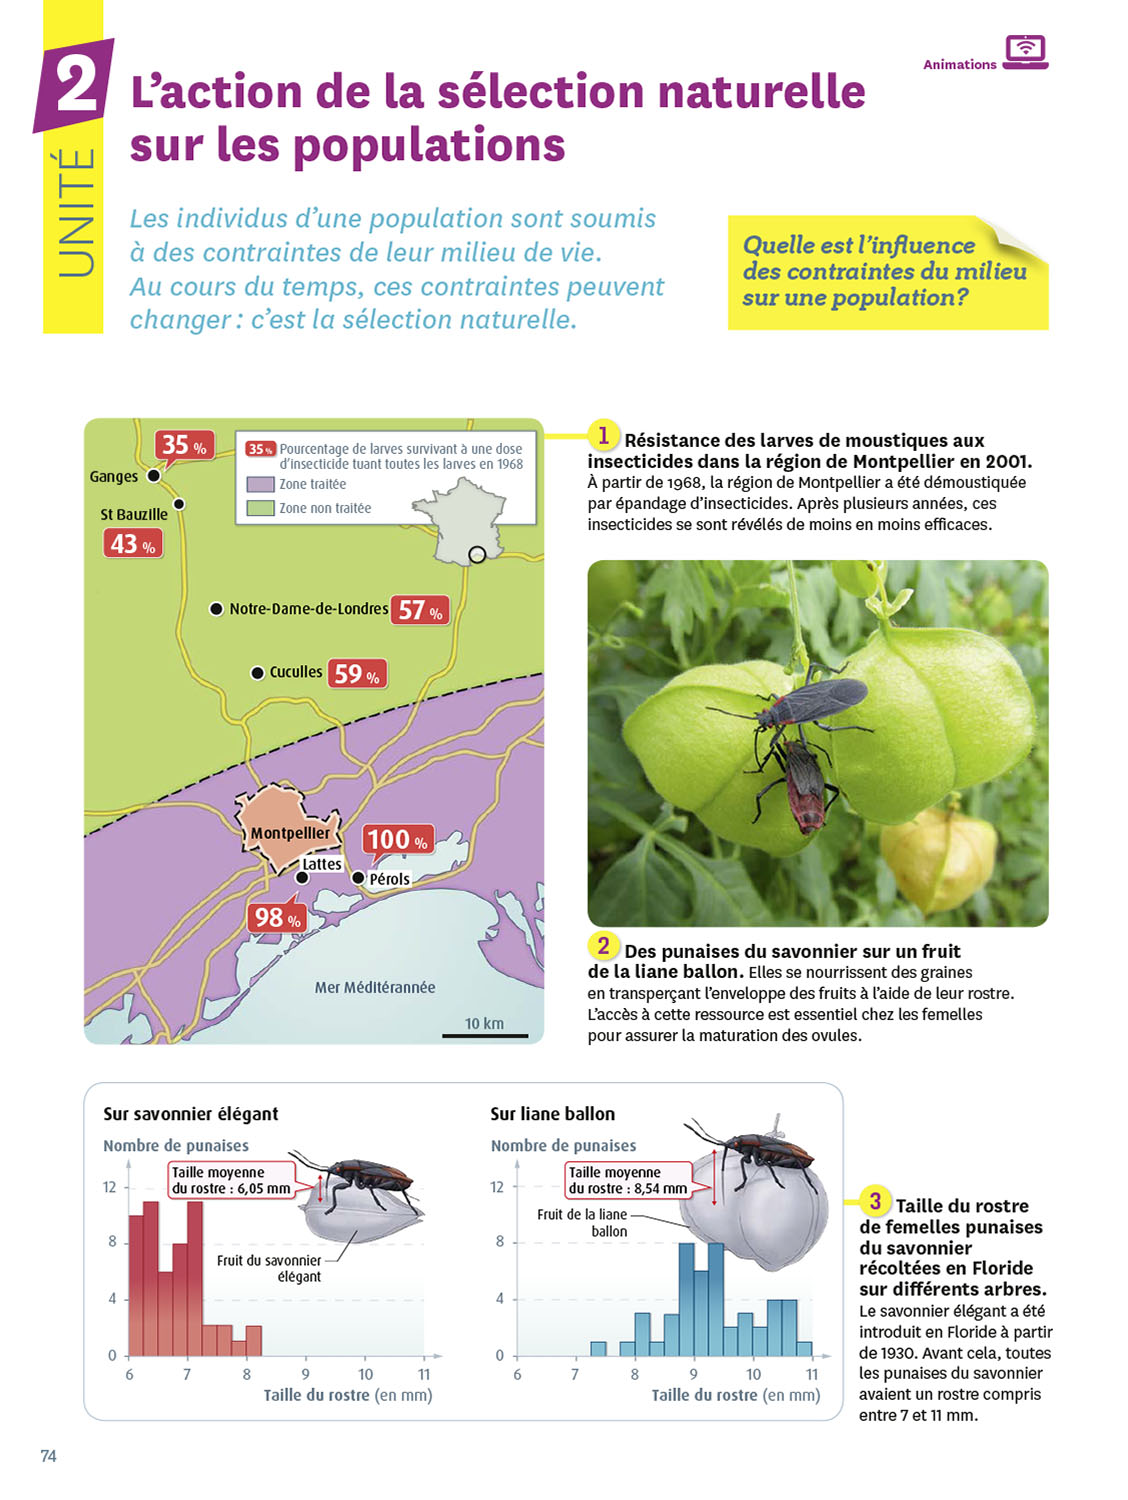 Animations
2
UNITÉ
L’action de la sélection naturelle
sur les populations
Les individus d’une population sont soumis
à des contraintes de leur milieu de vie.
Au cours du temps, ces contraintes peuvent
changer : c’est la sélection naturelle.
Quelle est l’influence
des contraintes du milieu
sur une population ?
35 %
Ganges
St Bauzille
43 %
35 % Pourcentage de larves survivant à une dose
d’insecticide tuant toutes les larves en 1968
Zone traitée
Zone non traitée
Notre-Dame-de-Londres 57 %
Cuculles 59 %
Montpellier
100 %
Lattes
Pérols
98 %
Mer Méditérannée
10 km
1 Résistance des larves de moustiques aux
insecticides dans la région de Montpellier en 2001.
À partir de 1968, la région de Montpellier a été démoustiquée
par épandage d’insecticides. Après plusieurs années, ces
insecticides se sont révélés de moins en moins efficaces.
2 Des punaises du savonnier sur un fruit
de la liane ballon. Elles se nourrissent des graines
en transperçant l’enveloppe des fruits à l’aide de leur rostre.
L’accès à cette ressource est essentiel chez les femelles
pour assurer la maturation des ovules.
Sur savonnier élégant
Nombre de punaises
Taille moyenne
du rostre : 6,05 mm
Fruit du savonnier
élégant
12
8
4
0
6 7 8 9 10 11
Taille du rostre (en mm)
Sur liane ballon
Nombre de punaises
Taille moyenne
du rostre : 8,54 mm
Fruit de la liane
ballon
12
8
4
0
6 7 8 9 10 11
Taille du rostre (en mm)
3 Taille du rostre
de femelles punaises
du savonnier
récoltées en Floride
sur différents arbres.
Le savonnier élégant a été
introduit en Floride à partir
de 1930. Avant cela, toutes
les punaises du savonnier
avaient un rostre compris
entre 7 et 11 mm.
74